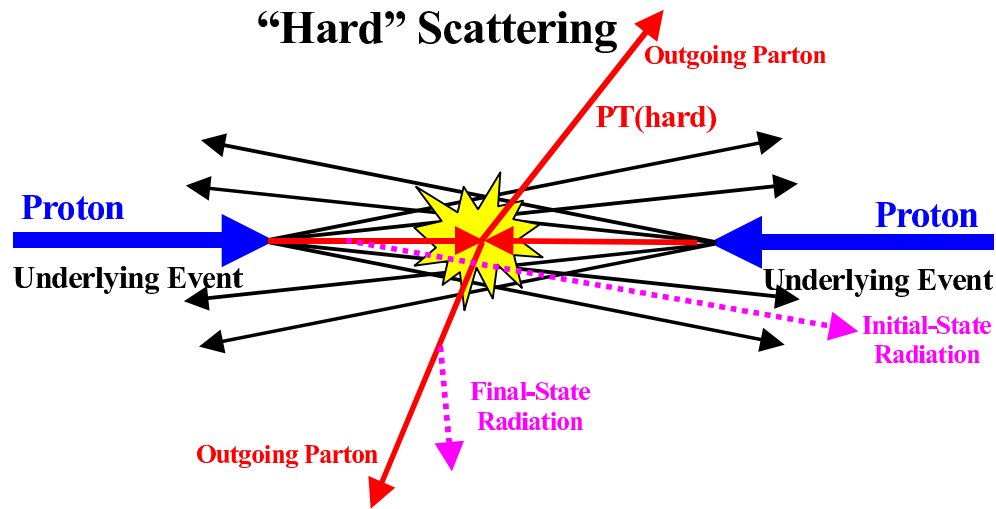 “Hard” Scattering
Outgoing Parton
PT(hard)
Proton
Proton
Underlying Event
Underlying Event
Initial-State
Radiation
Final-State
Radiation
Outgoing Parton